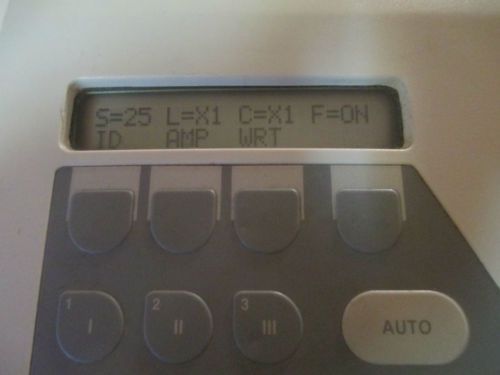 S=25 L=X1 C=X1 F=ON
ID AMP WRT
1 2 3
I II III AUTO